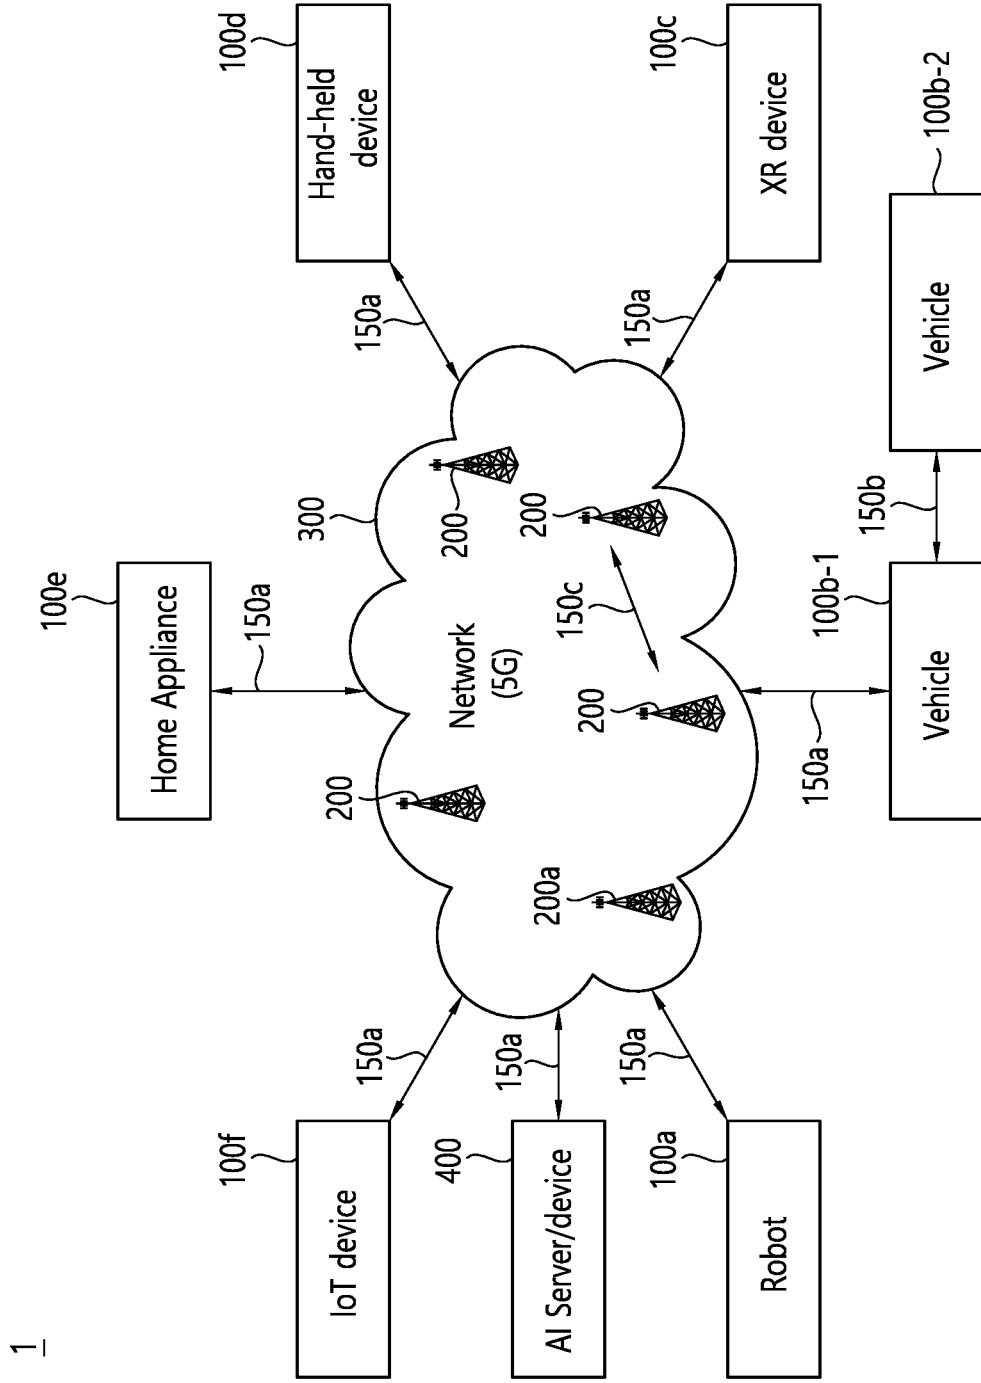 1
100e
Home Appliance
150a
100f
100d
300
IoT device
Hand-held
device
200
150a
150a
400
200
Network
(5G)
150a
200
200a
AI Server/device
150c
200
150a
150a
100a
100c
Robot
XR device
150a
100b-1
150b
100b-2
Vehicle
Vehicle